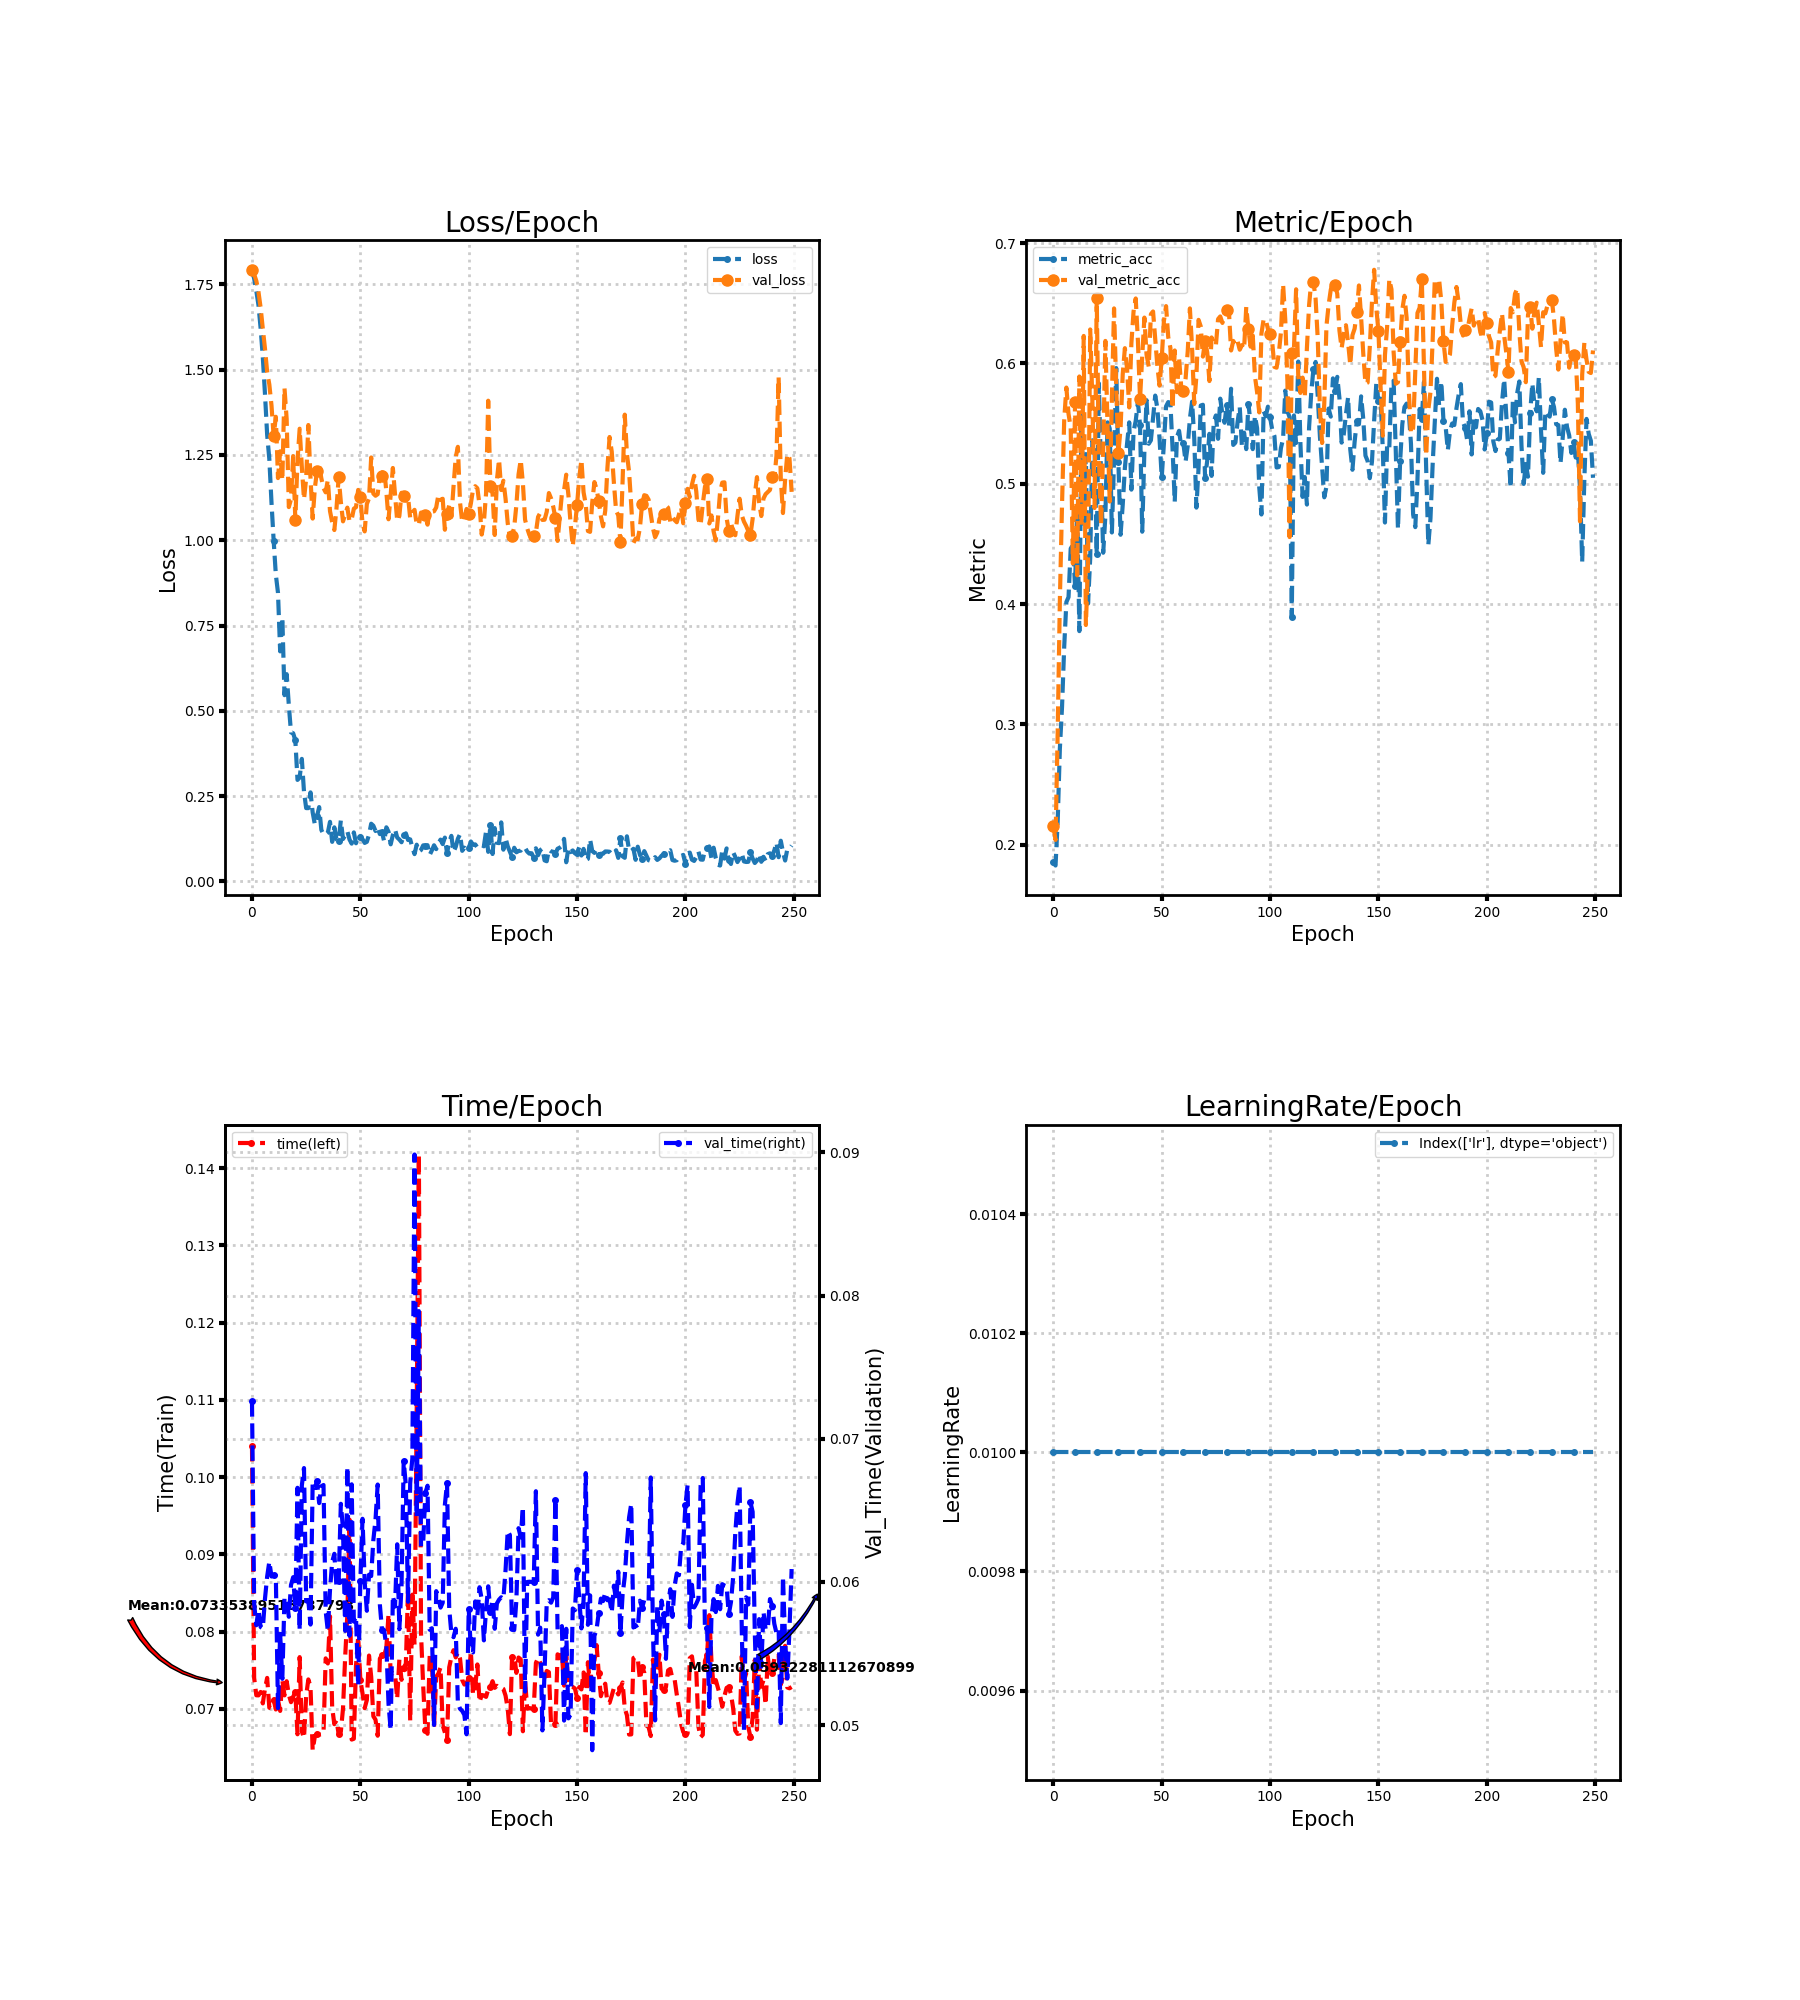 Loss/Epoch
loss
val_loss
1.75
1.50
1.25
1.00
0.75
0.50
0.25
0.00
Loss
0 50 100 150 200 250
Epoch
Metric/Epoch
metric_acc
val_metric_acc
0.7
0.6
0.5
0.4
0.3
0.2
Metric
0 50 100 150 200 250
Epoch
Time/Epoch
time(left)
val_time(right)
0.14
0.13
0.12
0.11
0.10
0.09
0.08
0.07
Time(Train)
0.09
0.08
0.07
0.06
0.05
Val_Time(Validation)
Mean:0.05932281112670899
0 50 100 150 200 250
Epoch
LearningRate/Epoch
Index(['lr'], dtype='object')
0.0104
0.0102
0.0100
0.0098
0.0096
LearningRate
0 50 100 150 200 250
Epoch